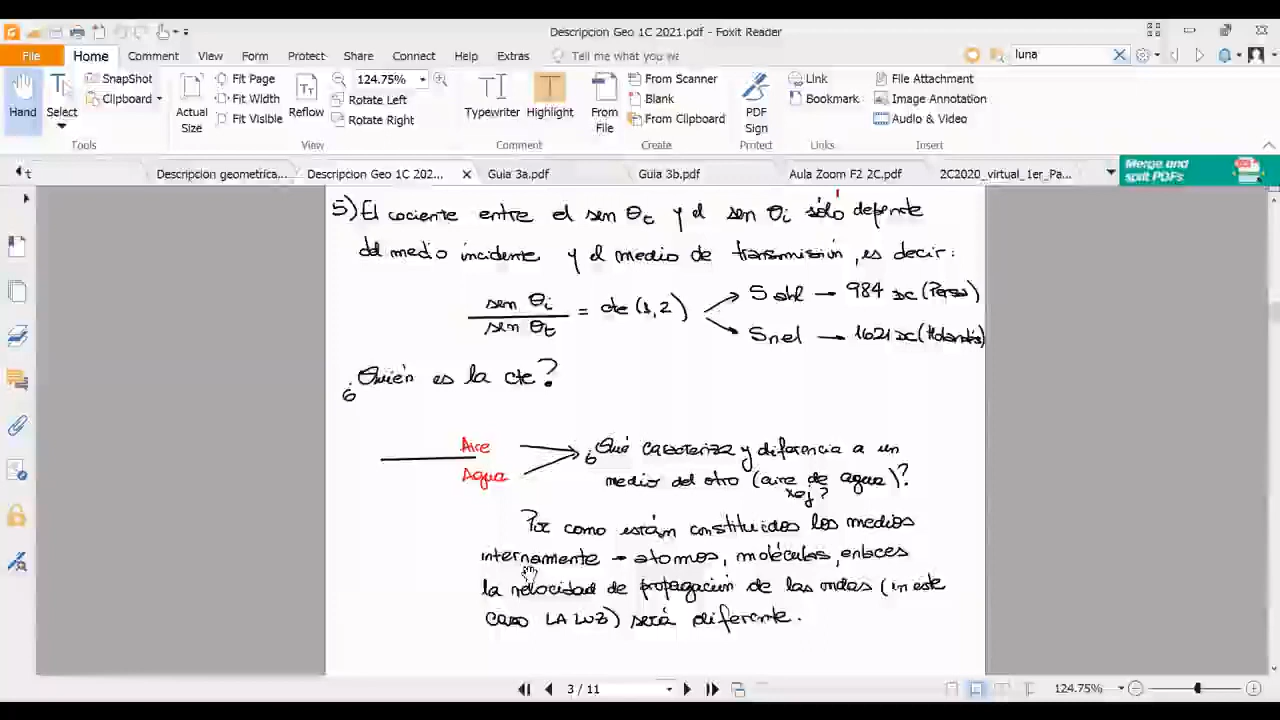 Descripcion Geo 1C 2021.pdf - Foxit Reader
File Home Comment View Form Protect Share Connect Help Extras Tell me what you wa luna
Hand
Select
SnapShot
Clipboard
Actual Size
Fit Page
Fit Width
Fit Visible
Reflow
124.75%
Rotate Left
Rotate Right
Typewriter
Highlight
From File
From Scanner
Blank
From Clipboard
PDF Sign
Link
Bookmark
File Attachment
Image Annotation
Audio & Video
Tools View Comment Create Protect Links Insert
t Descripcion geometrica... Descripcion Geo 1C 202... Guia 3a.pdf Guia 3b.pdf Aula Zoom F2 2C.pdf 2C2020_virtual_1er_Pa...
Merge and split PDFs
5) El cociente entre el sen θt y el sen θi sólo depende
del medio incidente y el medio de transmisión, es decir:
sen θi / sen θt = cte (1,2)
Sahl → 984 DC (Persa)
Snel → 1621 DC (Holandés)
¿Quién es la cte?
Aire
Agua
¿Qué caracteriza y diferencia a un
medio del otro (aire de agua)?
xej?
Por como están constituidos los medios
internamente → atomos, moléculas, enlaces
la velocidad de propagación de las ondas (en este
caso LA LUZ) será diferente.
3 / 11
124.75%